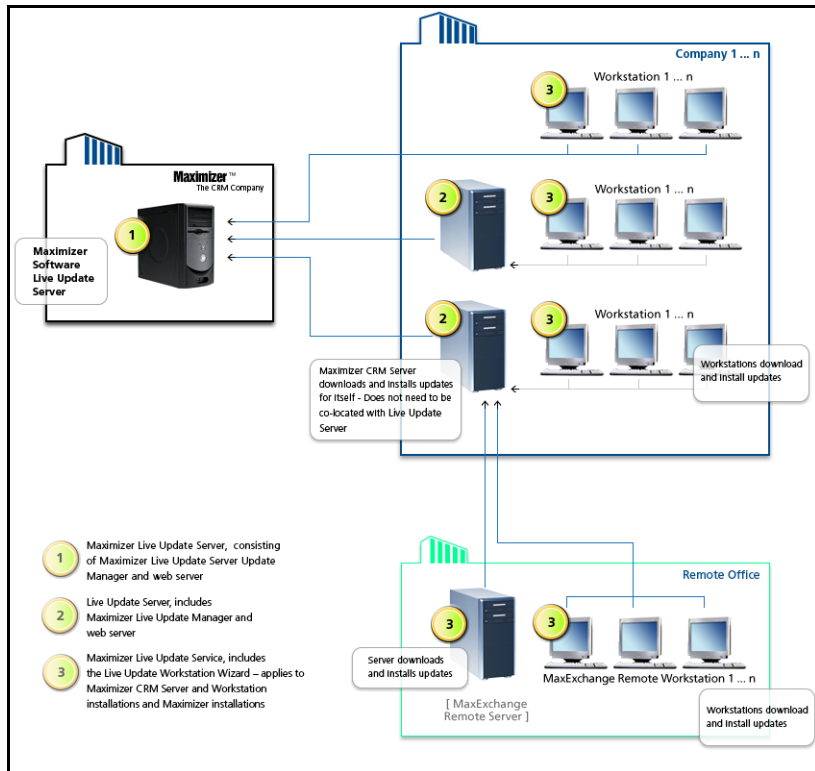 Company 1 ... n
Workstation 1 ... n
3
Maximizer™
The CRM Company
1
Maximizer
Software
Live Update
Server
2
3
Workstation 1 ... n
2
3
Workstation 1 ... n
Maximizer CRM Server
downloads and installs updates
for itself - Does not need to be
co-located with Live Update
Server
Workstations download
and install updates
1
Maximizer Live Update Server, consisting
of Maximizer Live Update Server Update
Manager and web server
2
Live Update Server, includes
Maximizer Live Update Manager and
web server
3
Maximizer Live Update Service, includes
the Live Update Workstation Wizard – applies to
Maximizer CRM Server and Workstation
installations and Maximizer installations
Remote Office
3
3
Server downloads
and installs updates
MaxExchange Remote Workstation 1 ... n
[ MaxExchange
Remote Server ]
Workstations download
and install updates